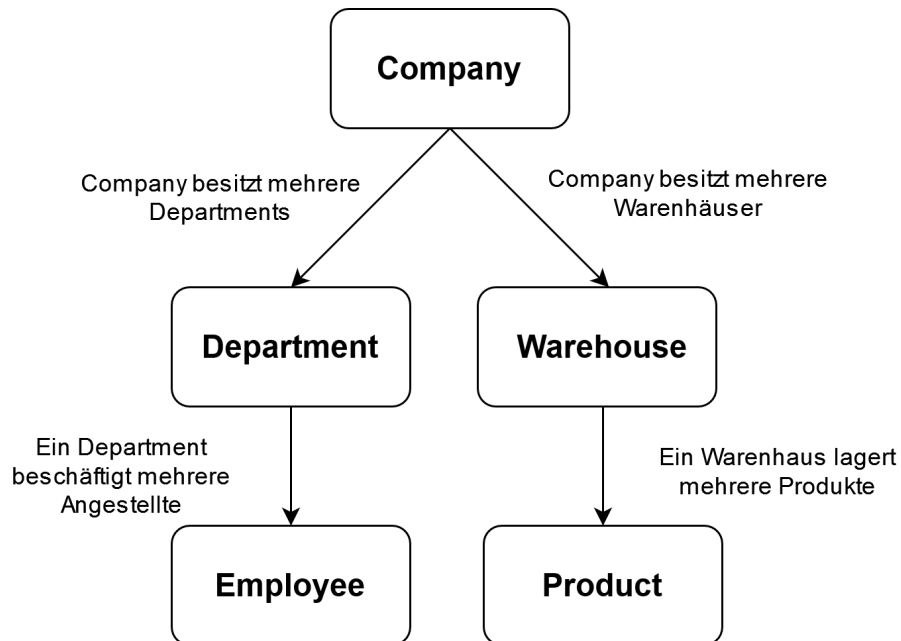 Company
Company besitzt mehrere
Departments
Company besitzt mehrere
Warenhäuser
Department
Warehouse
Ein Department
beschäftigt mehrere
Angestellte
Ein Warenhaus lagert
mehrere Produkte
Employee
Product